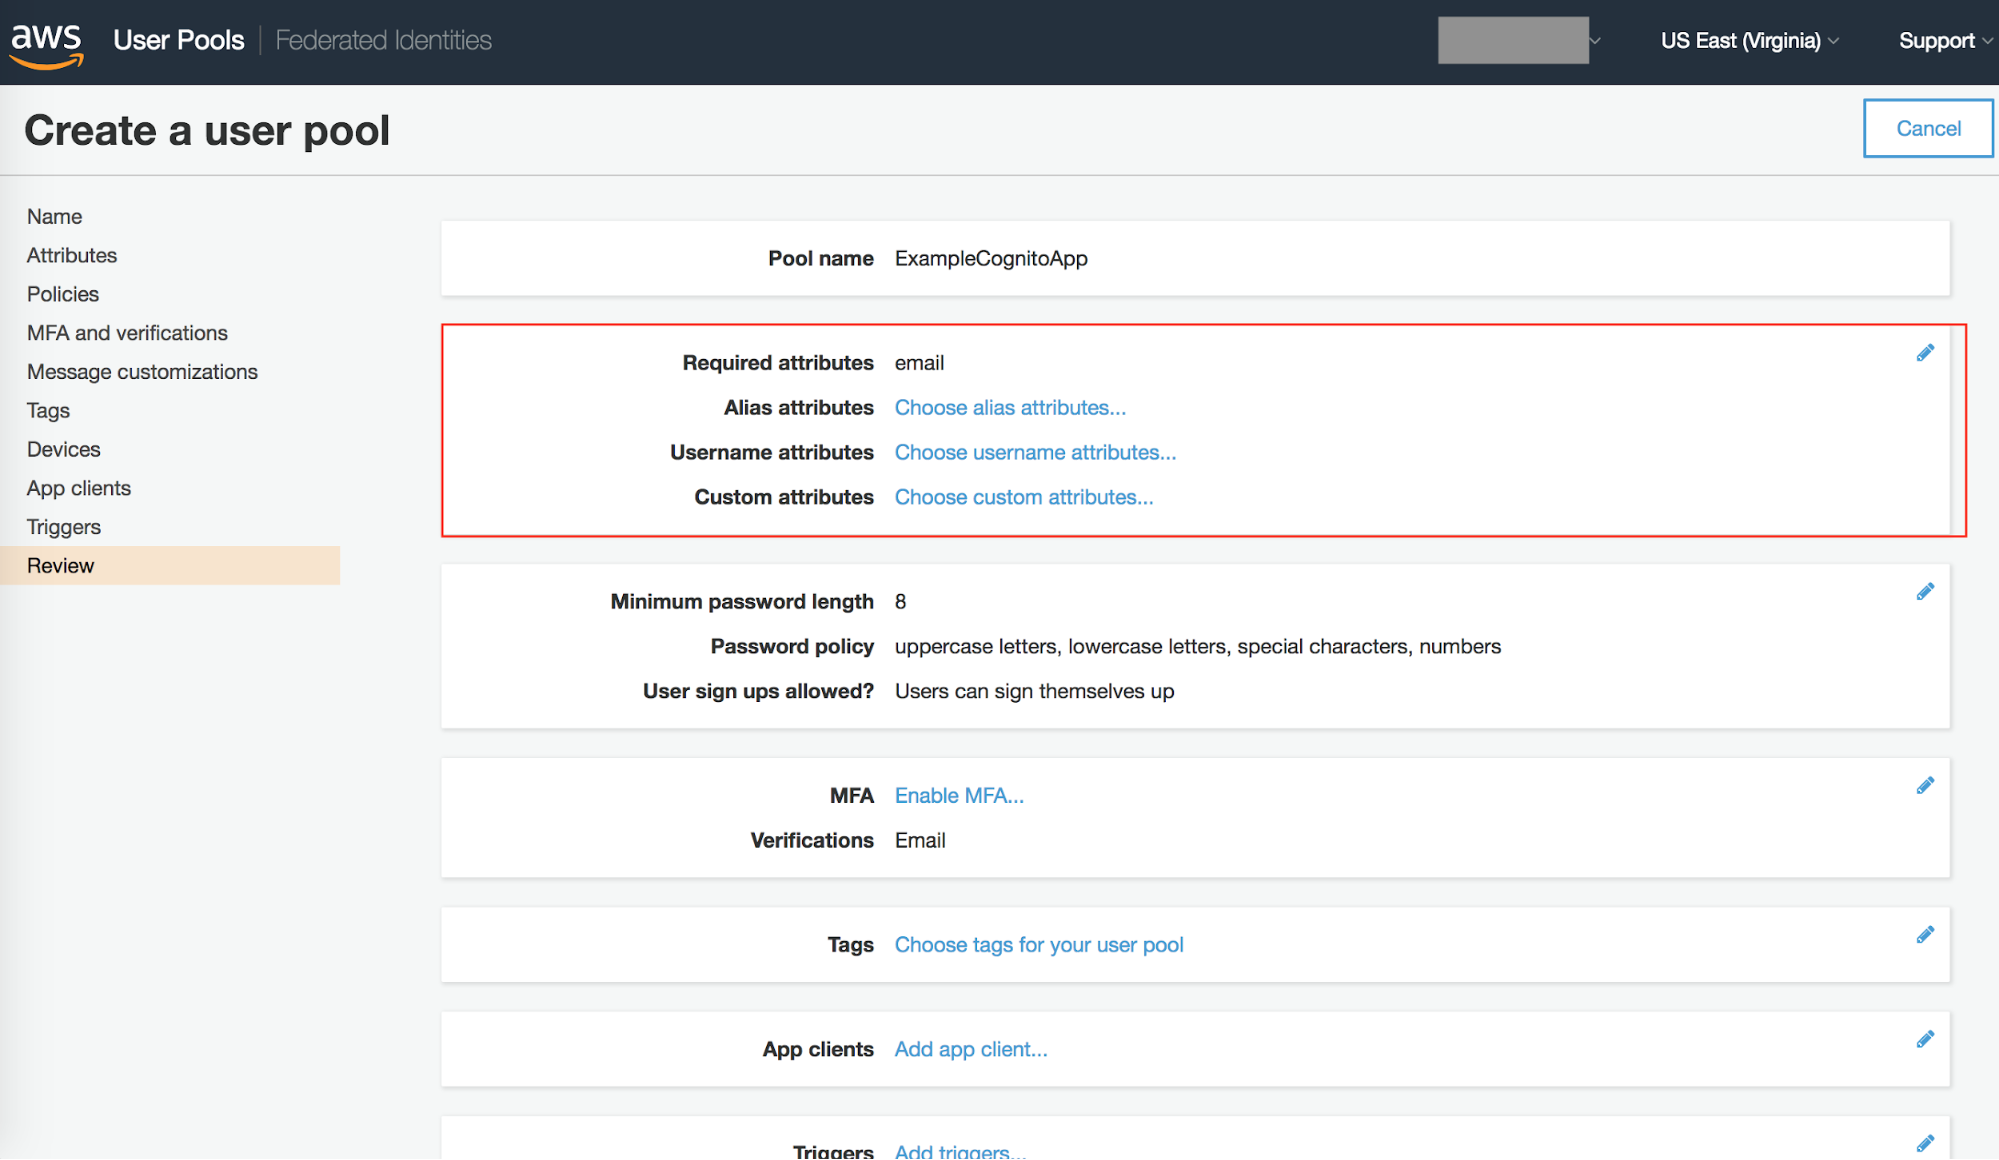 aws User Pools Federated Identities US East (Virginia) Support
Create a user pool Cancel
Name
Attributes
Policies
MFA and verifications
Message customizations
Tags
Devices
App clients
Triggers
Review
Pool name ExampleCognitoApp
Required attributes email
Alias attributes Choose alias attributes...
Username attributes Choose username attributes...
Custom attributes Choose custom attributes...
Minimum password length 8
Password policy uppercase letters, lowercase letters, special characters, numbers
User sign ups allowed? Users can sign themselves up
MFA Enable MFA...
Verifications Email
Tags Choose tags for your user pool
App clients Add app client...
Triggers Add triggers...